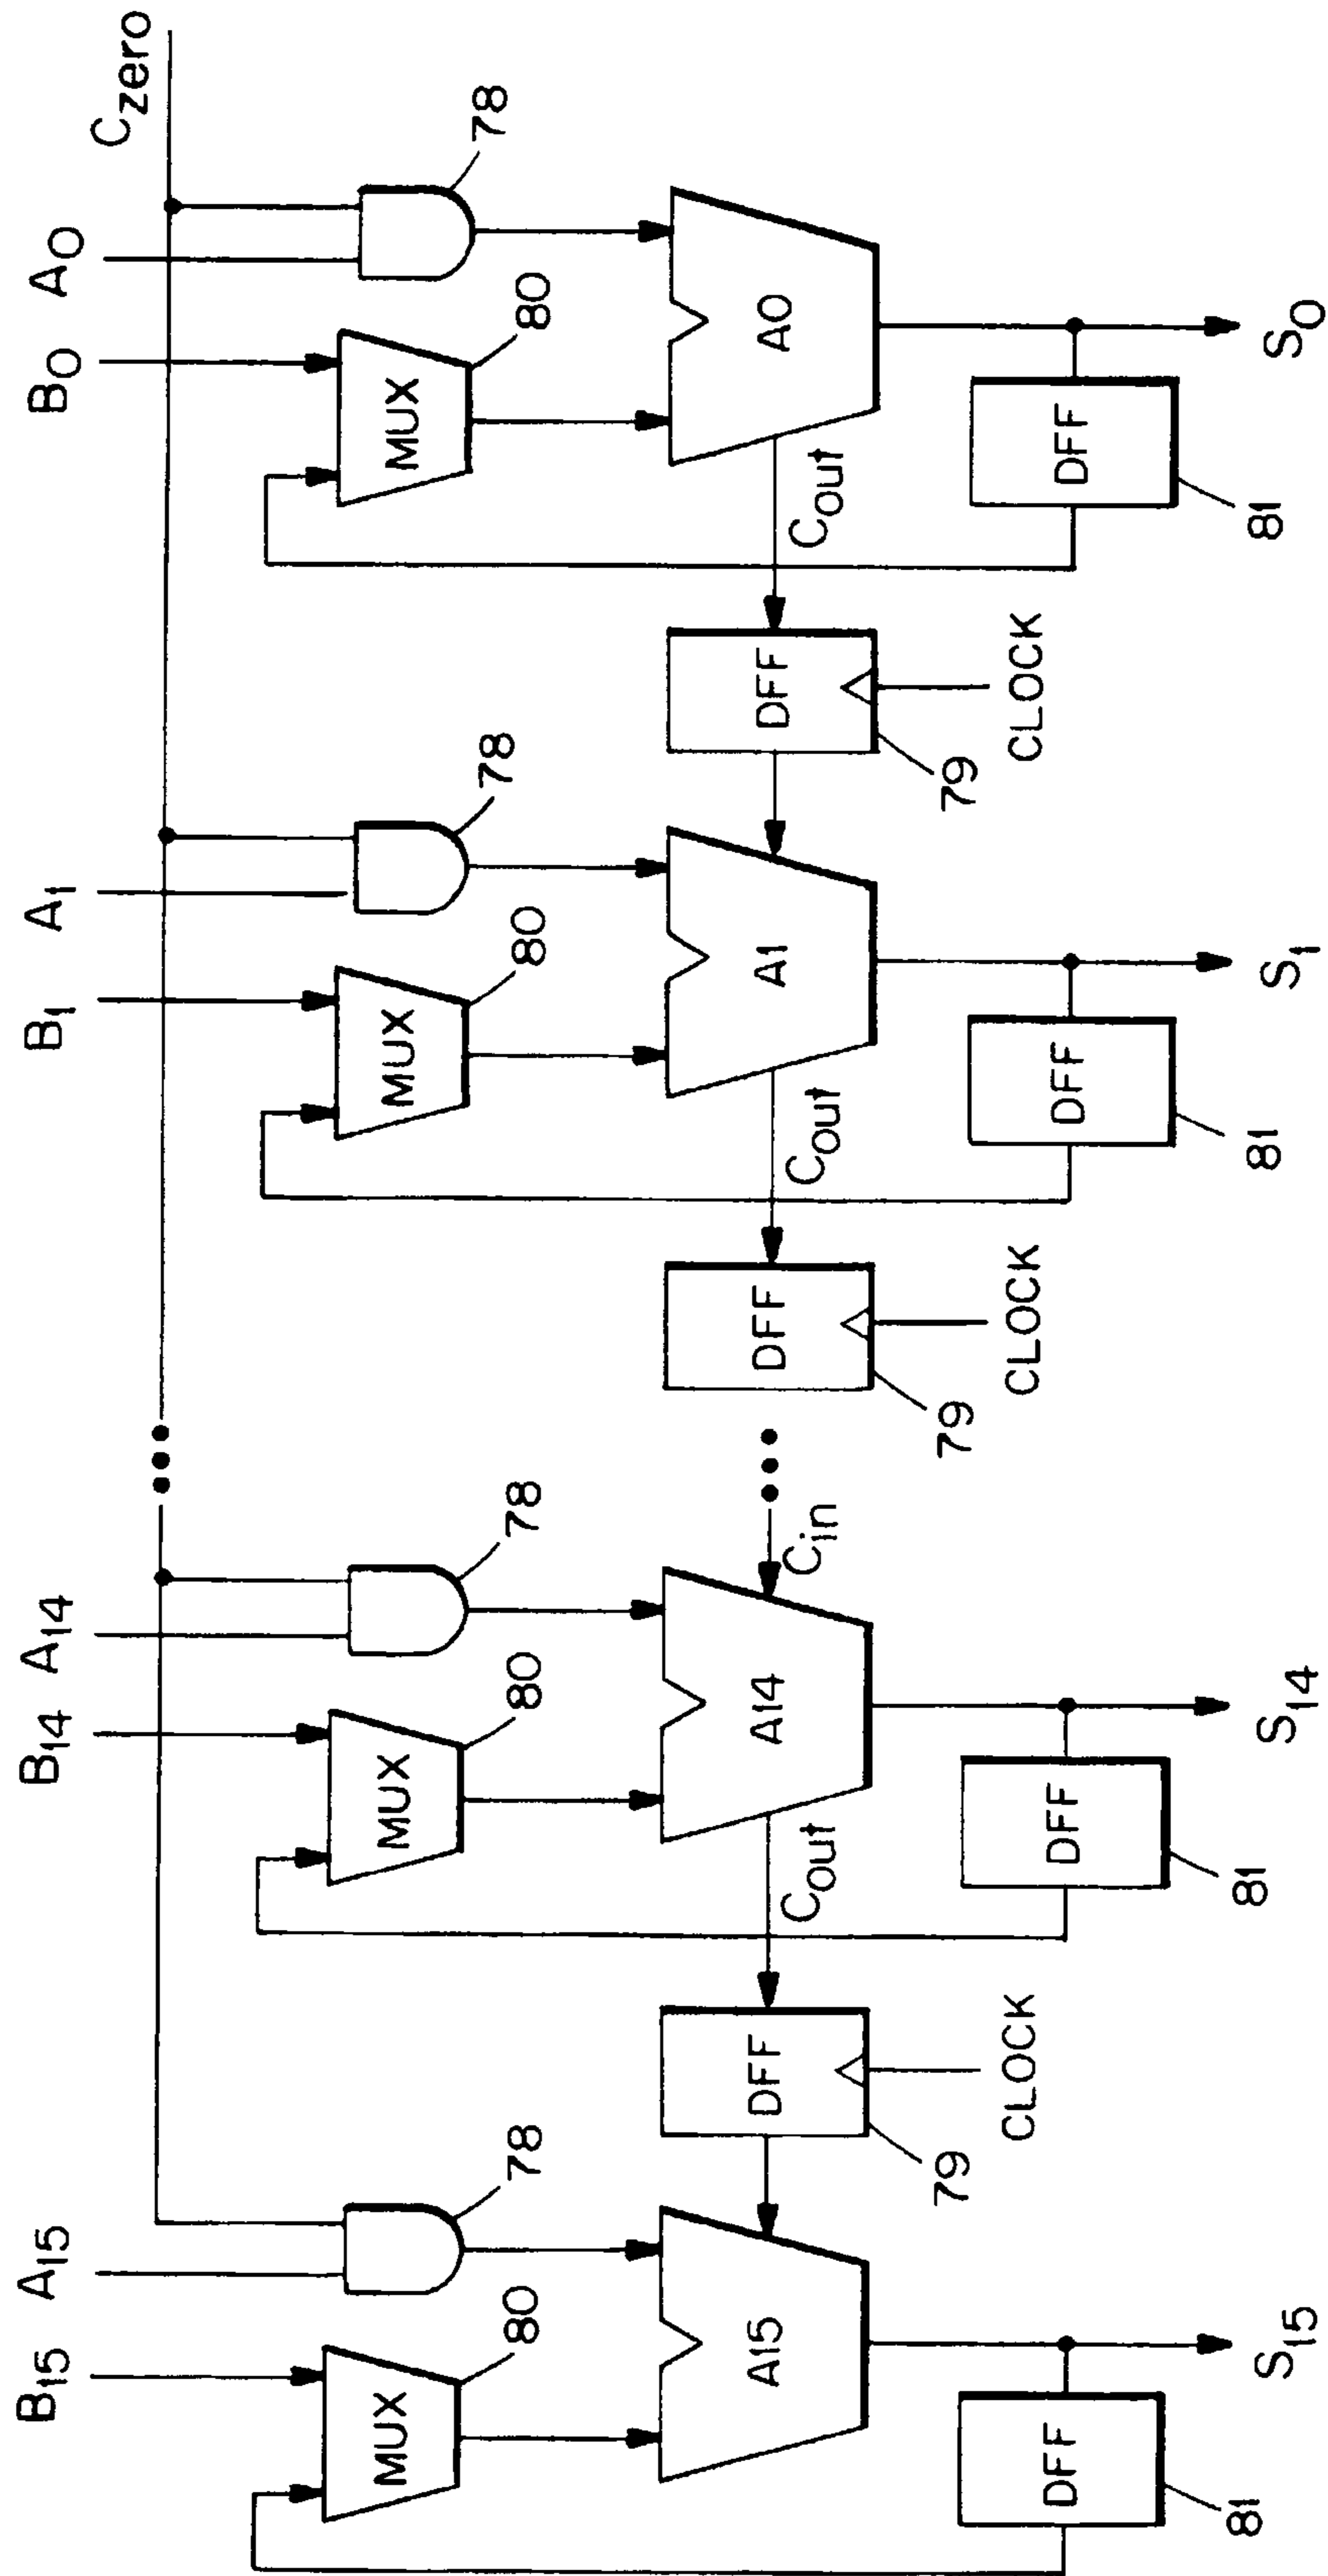 C_zero
B15 A15 B14 A14 B1 A1 B0 A0
78 78 78 78
MUX 80 MUX 80 MUX 80 MUX 80
A15 DFF A14 Cin DFF A1 DFF A0
Cout Cout Cout
79 79 79
CLOCK CLOCK CLOCK
DFF DFF DFF DFF
81 81 81 81
S15 S14 S1 S0